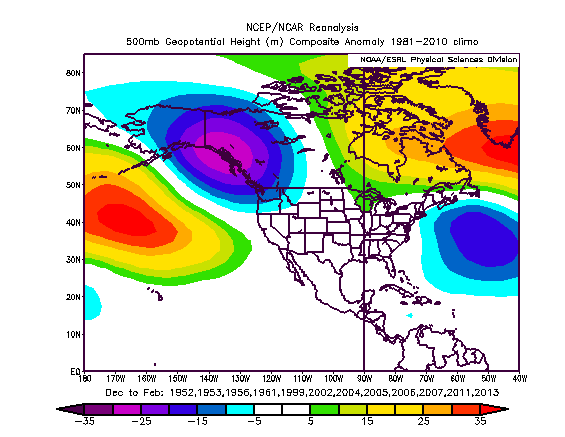 NCEP/NCAR Reanalysis
500mb Geopotential Height (m) Composite Anomaly 1981-2010 climo
NOAA/ESRL Physical Sciences Division
80N
70N
60N
50N
40N
30N
20N
10N
EQ
180 170W 160W 150W 140W 130W 120W 110W 100W 90W 80W 70W 60W 50W 40W
Dec to Feb: 1952,1953,1956,1961,1999,2002,2004,2005,2006,2007,2011,2013
-35 -25 -15 -5 5 15 25 35